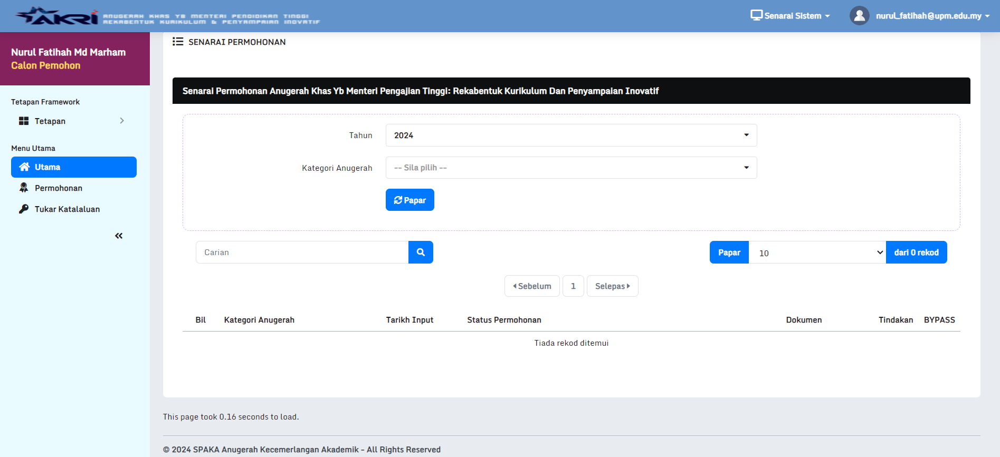 AKRI
ANUGERAH KHAS YB MENTERI PENDIDIKAN TINGGI
REKABENTUK KURIKULUM & PENYAMPAIAN INOVATIF
Senarai Sistem
nurul_fatihah@upm.edu.my
Nurul Fatihah Md Marham
Calon Pemohon
Tetapan Framework
Tetapan
Menu Utama
Utama
Permohonan
Tukar Katalaluan
SENARAI PERMOHONAN
Senarai Permohonan Anugerah Khas Yb Menteri Pengajian Tinggi: Rekabentuk Kurikulum Dan Penyampaian Inovatif
Tahun
2024
Kategori Anugerah
-- Sila pilih --
Papar
Carian
Papar
10
dari 0 rekod
Sebelum
1
Selepas
Bil
Kategori Anugerah
Tarikh Input
Status Permohonan
Dokumen
Tindakan
BYPASS
Tiada rekod ditemui
This page took 0.16 seconds to load.
© 2024 SPAKA Anugerah Kecemerlangan Akademik - All Rights Reserved